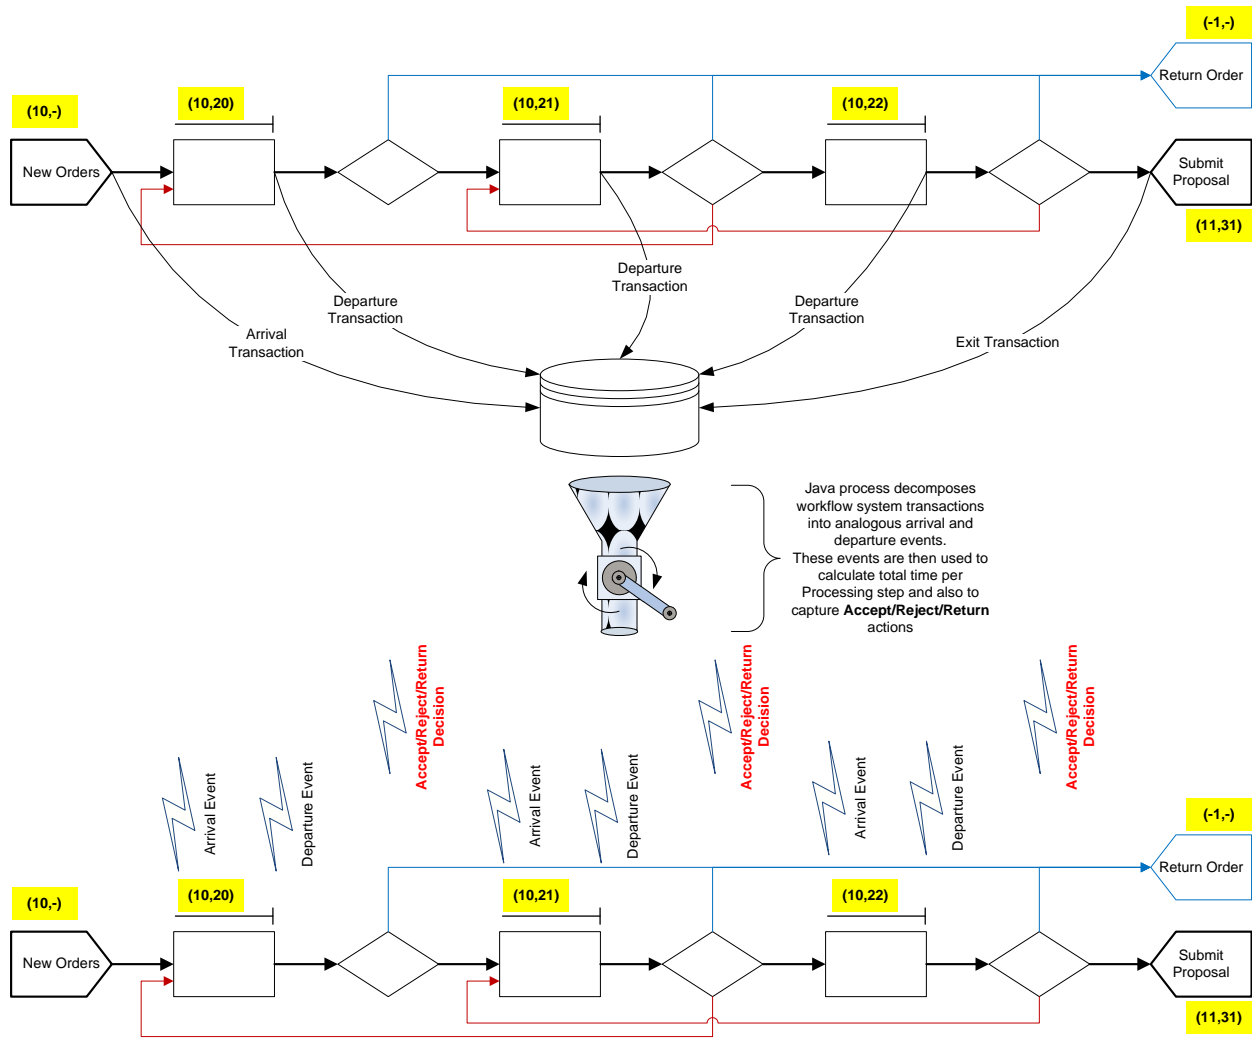 (-1,-)
Return Order
(10,-)
(10,20)
(10,21)
(10,22)
New Orders
Submit
Proposal
(11,31)
Departure
Transaction
Departure
Transaction
Departure
Transaction
Arrival
Transaction
Exit Transaction
Java process decomposes
workflow system transactions
into analogous arrival and
departure events.
These events are then used to
calculate total time per
Processing step and also to
capture Accept/Reject/Return
actions
Accept/Reject/Return
Decision
Accept/Reject/Return
Decision
Accept/Reject/Return
Decision
Arrival Event
Departure Event
Arrival Event
Departure Event
Arrival Event
Departure Event
(-1,-)
Return Order
(10,-)
(10,20)
(10,21)
(10,22)
New Orders
Submit
Proposal
(11,31)